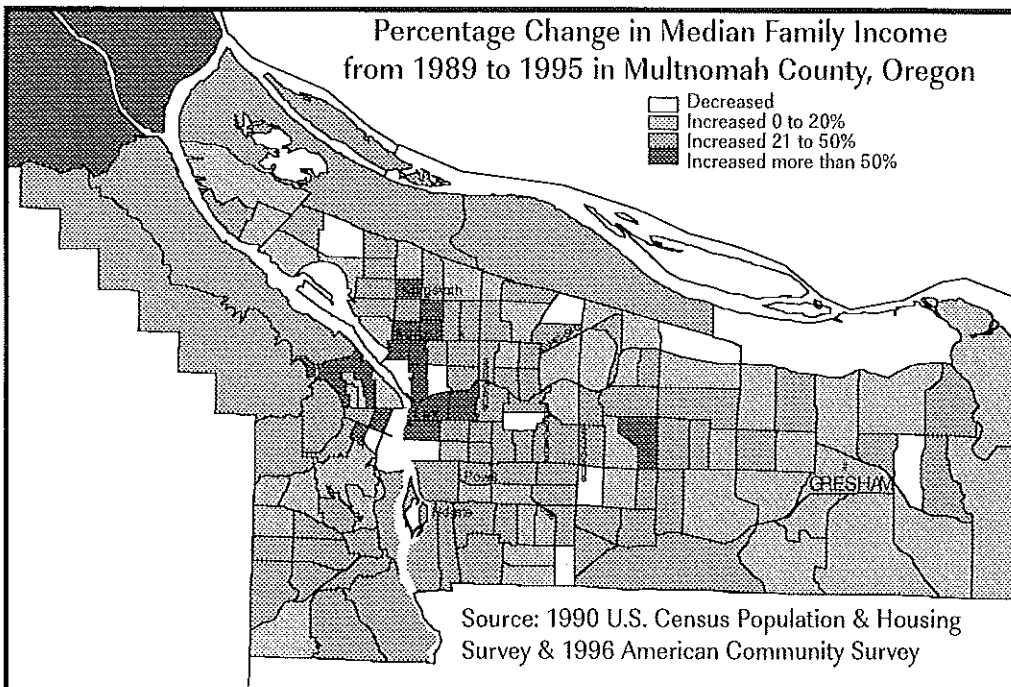 Percentage Change in Median Family Income
from 1989 to 1995 in Multnomah County, Oregon
Decreased
Increased 0 to 20%
Increased 21 to 50%
Increased more than 50%
GRESHAM
Source: 1990 U.S. Census Population & Housing
Survey & 1996 American Community Survey